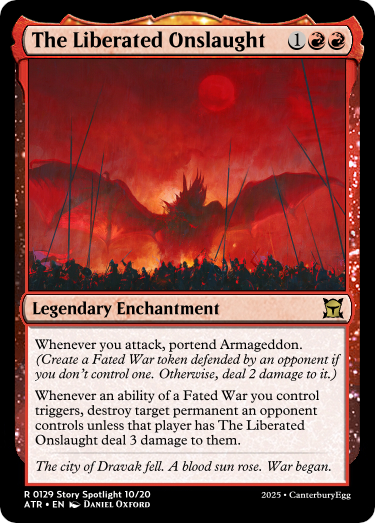 The Liberated Onslaught 1
Legendary Enchantment
Whenever you attack, portend Armageddon.
(Create a Fated War token defended by an opponent if
you don't control one. Otherwise, deal 2 damage to it.)
Whenever an ability of a Fated War you control
triggers, destroy target permanent an opponent
controls unless that player has The Liberated
Onslaught deal 3 damage to them.
The city of Dravak fell. A blood sun rose. War began.
R 0129 Story Spotlight 10/20
ATR • EN Daniel Oxford
2025 • CanterburyEgg